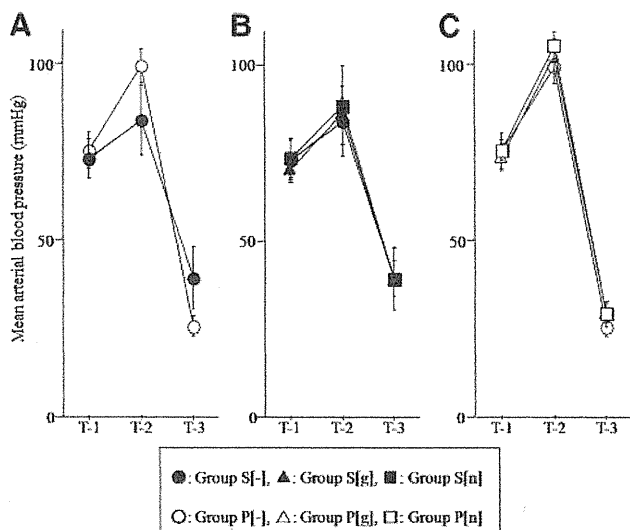 A
B
C
Mean arterial blood pressure (mmHg)
100
50
0
T-1 T-2 T-3
100
50
0
T-1 T-2 T-3
100
50
0
T-1 T-2 T-3
●: Group S[-], ▲: Group S[g], ■: Group S[n]
○: Group P[-], △: Group P[g], □: Group P[n]